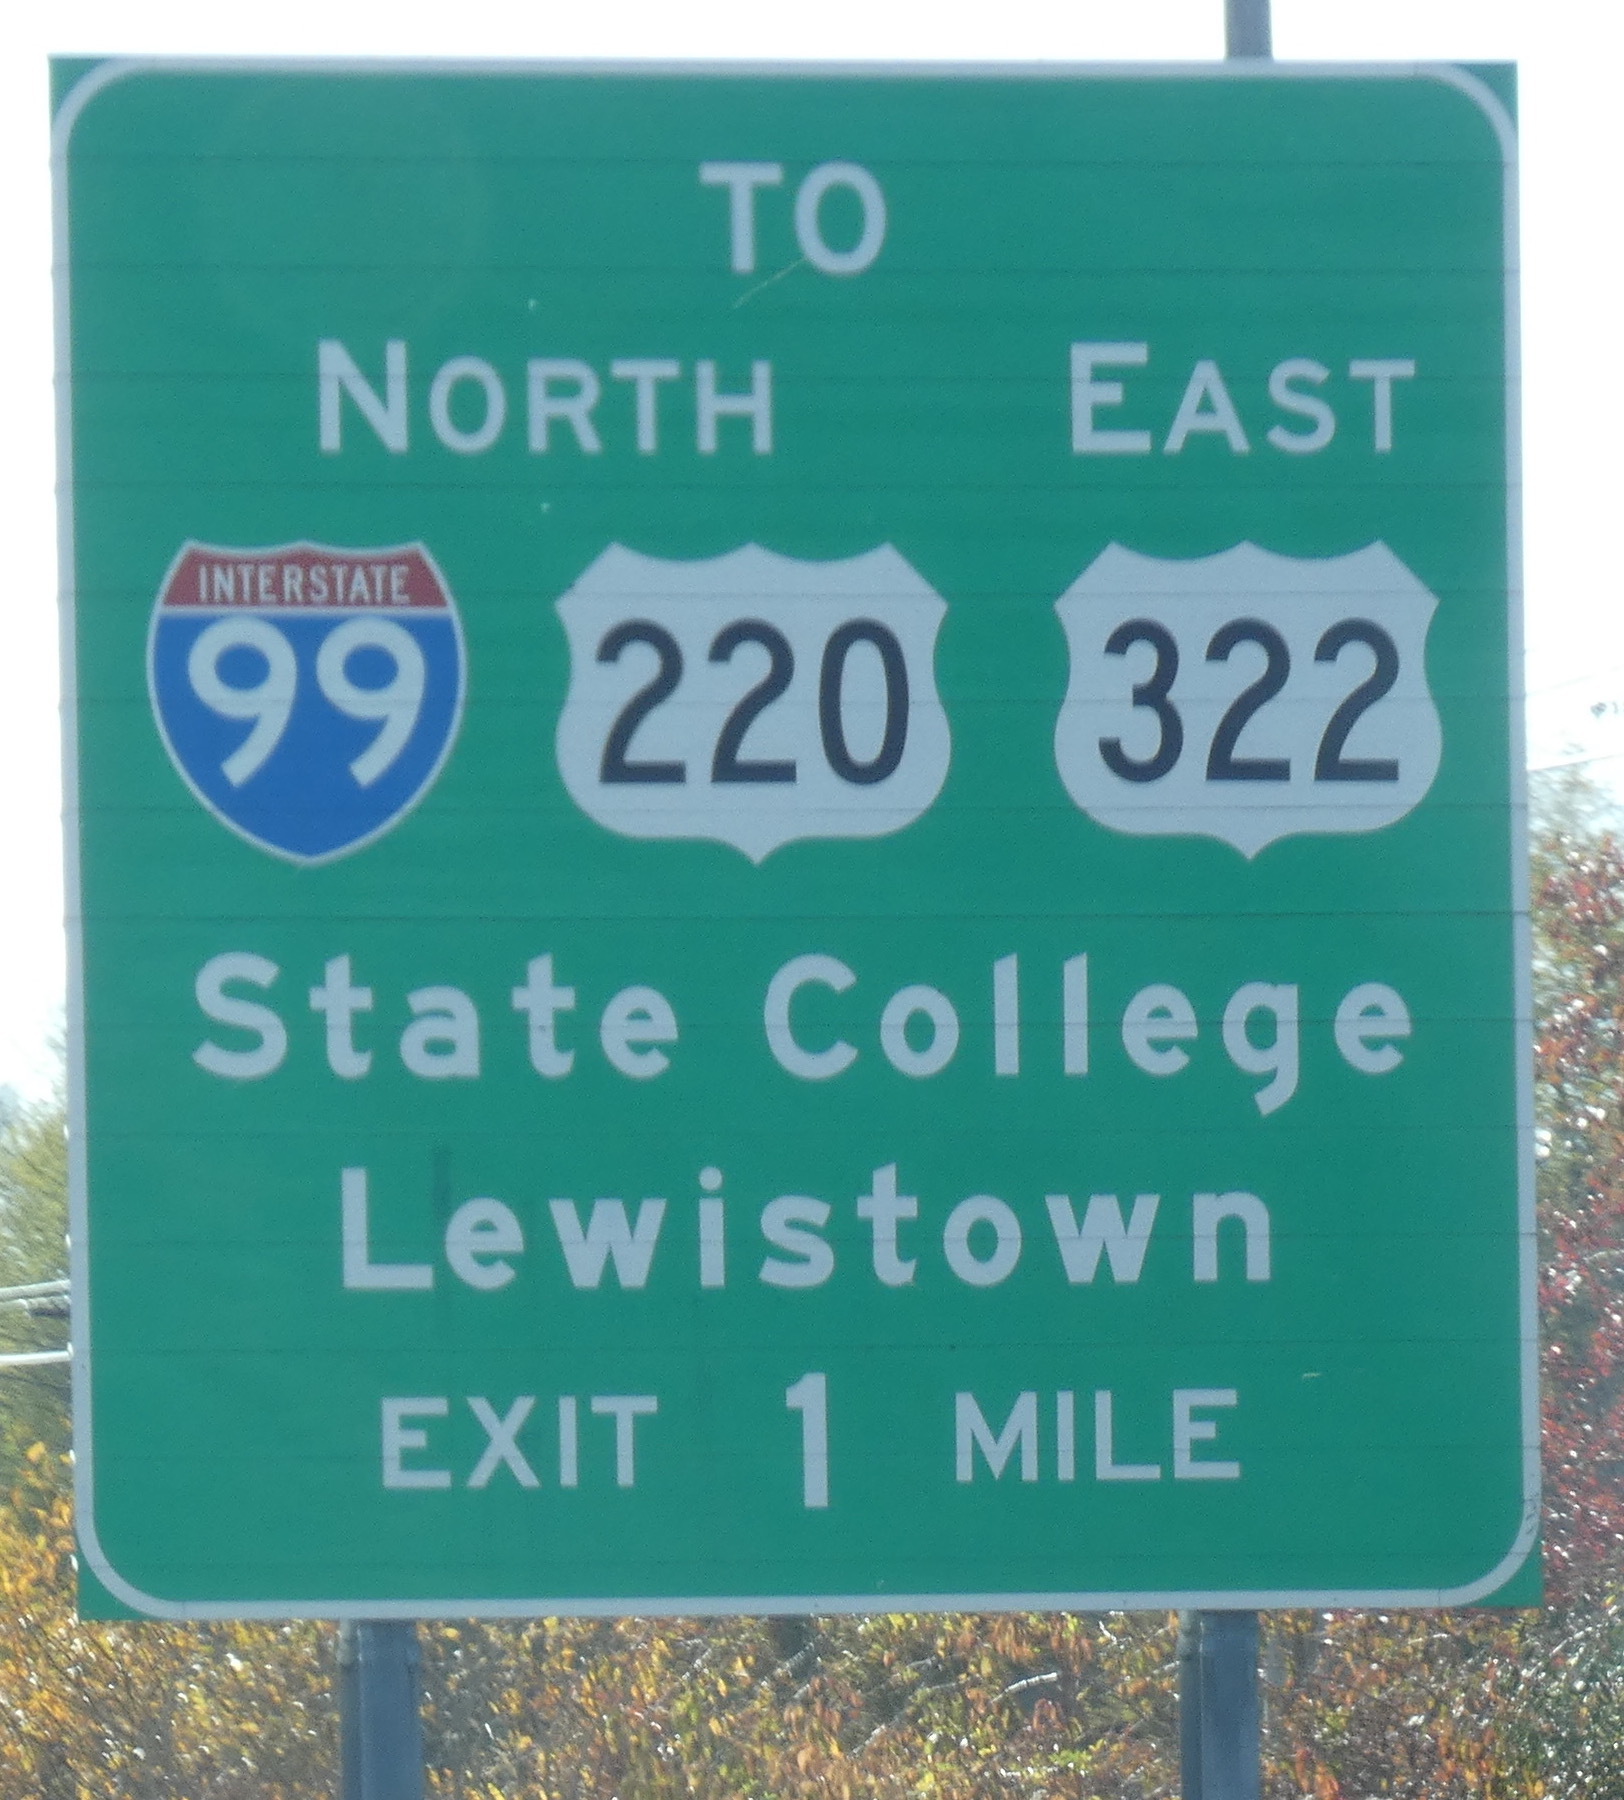 TO
NORTH EAST
INTERSTATE
99 220 322
State College
Lewistown
EXIT 1 MILE